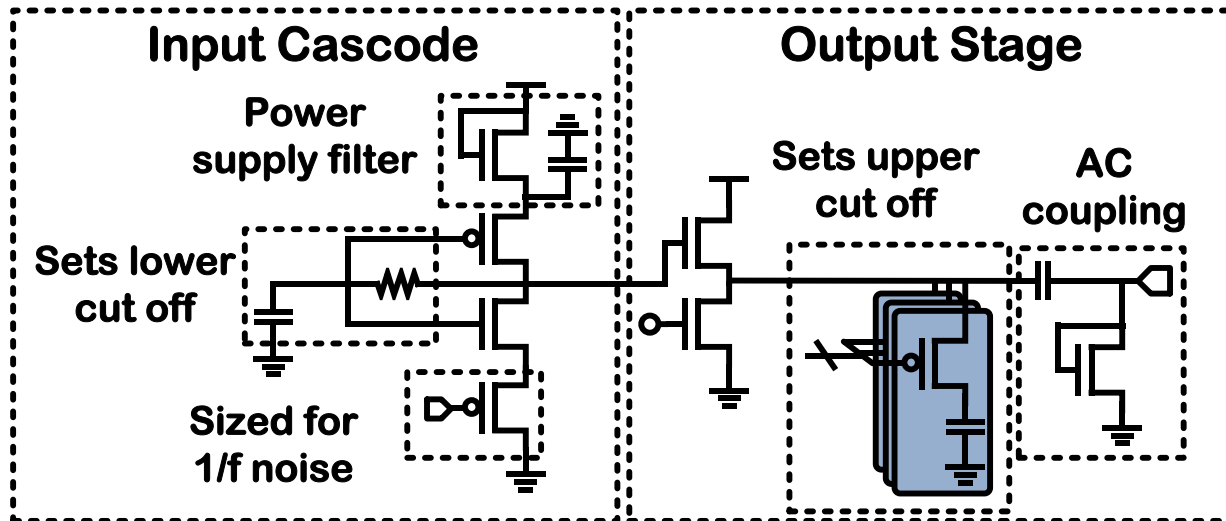 Input Cascode
Power
supply filter
Sets lower
cut off
Sized for
1/f noise
Output Stage
Sets upper
cut off
AC
coupling